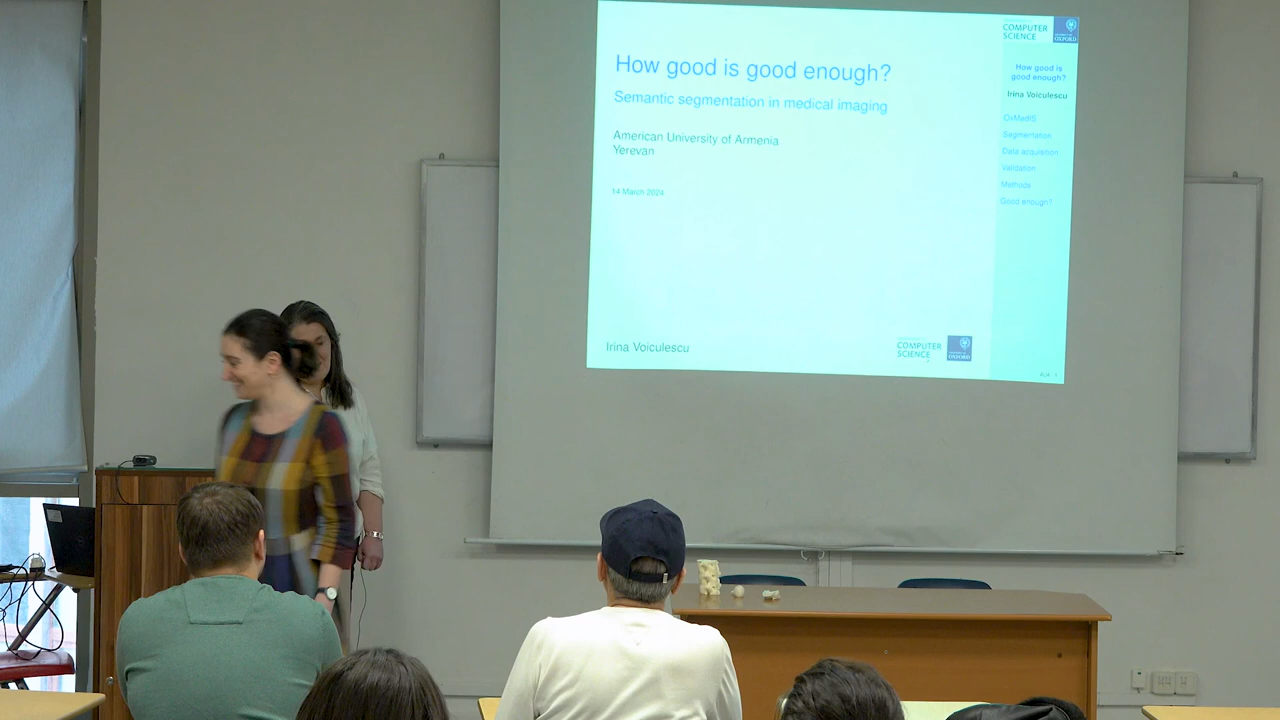 How good is good enough?
Semantic segmentation in medical imaging
American University of Armenia
Yerevan
14 March 2024
Irina Voiculescu
COMPUTER
SCIENCE
OXFORD
COMPUTER
SCIENCE
OXFORD
How good is
good enough?
Irina Voiculescu
OxMedIS
Segmentation
Data acquisition
Validation
Methods
Good enough?